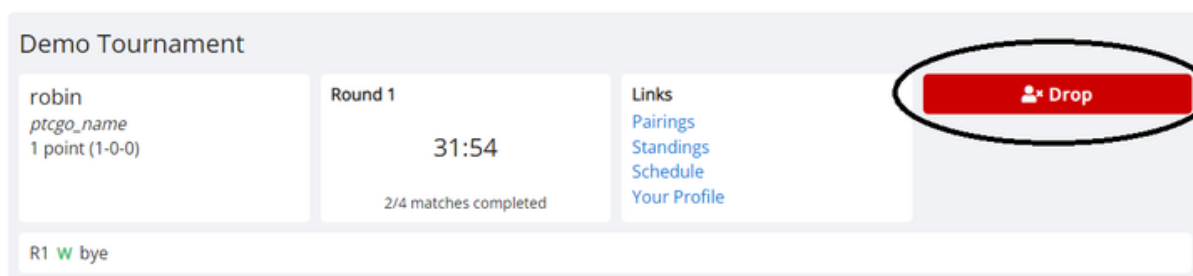 Demo Tournament
robin
ptcgo_name
1 point (1-0-0)
Round 1
31:54
2/4 matches completed
Links
Pairings
Standings
Schedule
Your Profile
Drop
R1 W bye